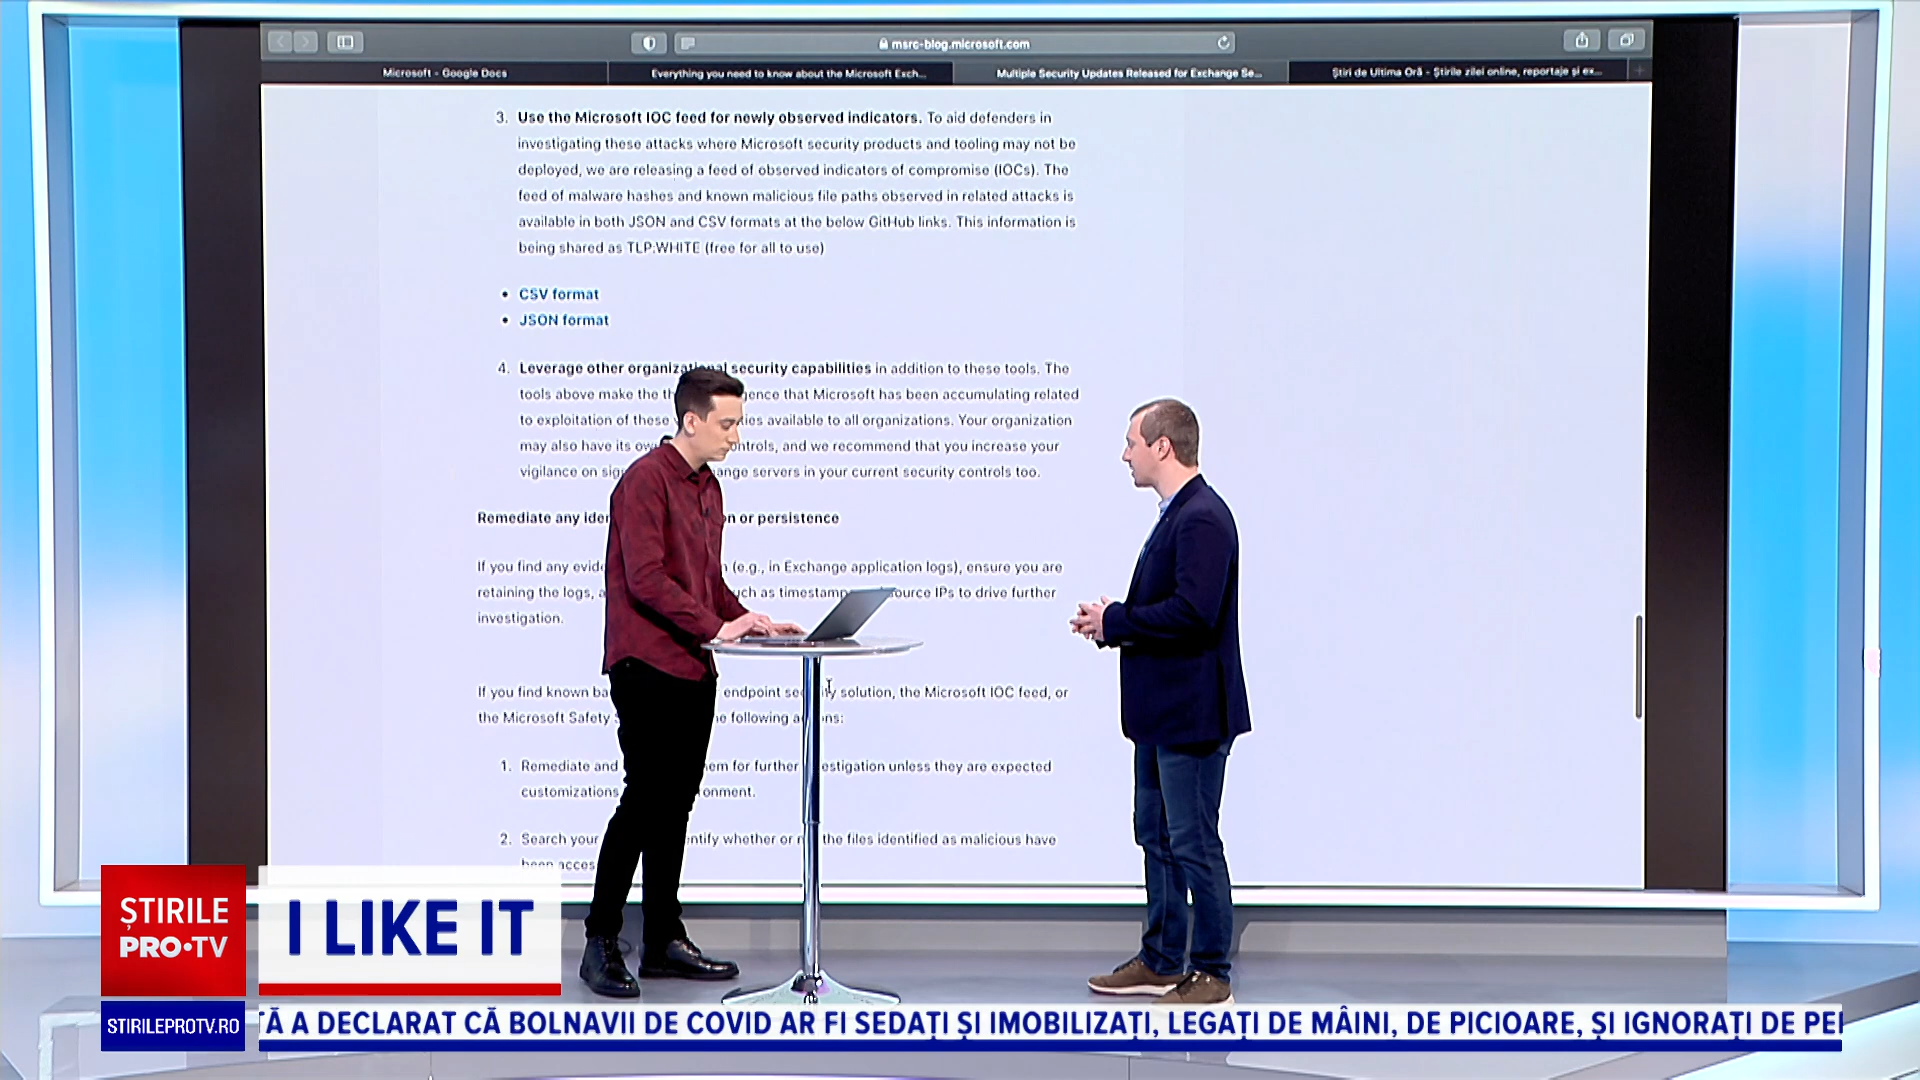 msrc-blog.microsoft.com
Microsoft - Google Docs
Everything you need to know about the Microsoft Exch...
Multiple Security Updates Released for Exchange Se...
Știri de Ultima Oră - Știrile zilei online, reportaje și ex...
3. Use the Microsoft IOC feed for newly observed indicators. To aid defenders in
investigating these attacks where Microsoft security products and tooling may not be
deployed, we are releasing a feed of observed indicators of compromise (IOCs). The
feed of malware hashes and known malicious file paths observed in related attacks is
available in both JSON and CSV formats at the below GitHub links. This information is
being shared as TLP:WHITE (free for all to use)
• CSV format
• JSON format
4. Leverage other organizational security capabilities in addition to these tools. The
tools above make the th gence that Microsoft has been accumulating related
to exploitation of these ties available to all organizations. Your organization
may also have its ow ontrols, and we recommend that you increase your
vigilance on sig ange servers in your current security controls too.
Remediate any iden n or persistence
If you find any evide n (e.g., in Exchange application logs), ensure you are
retaining the logs, a uch as timestamp ource IPs to drive further
investigation.
If you find known ba endpoint sec ity solution, the Microsoft IOC feed, or
the Microsoft Safety S he following a ns:
1. Remediate and em for further estigation unless they are expected
customizations onment.
2. Search your entify whether or n the files identified as malicious have
been acces
ȘTIRILE
PRO•TV
I LIKE IT
STIRILEPROTV.RO
TĂ A DECLARAT CĂ BOLNAVII DE COVID AR FI SEDAȚI ȘI IMOBILIZAȚI, LEGAȚI DE MÂINI, DE PICIOARE, ȘI IGNORAȚI DE PE